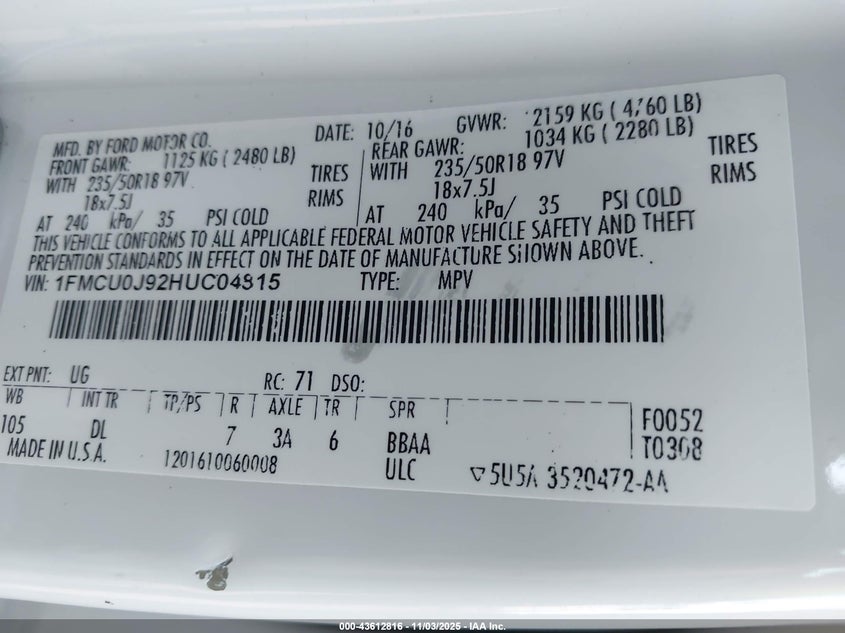 MFD. BY FORD MOTOR CO. DATE: 10/16 GVWR: 2159 KG ( 4760 LB)
FRONT GAWR: 1125 KG ( 2480 LB) REAR GAWR: 1034 KG ( 2280 LB)
WITH 235/50R18 97V TIRES WITH 235/50R18 97V TIRES
18x7.5J RIMS 18x7.5J RIMS
AT 240 kPa/ 35 PSI COLD AT 240 kPa/ 35 PSI COLD
THIS VEHICLE CONFORMS TO ALL APPLICABLE FEDERAL MOTOR VEHICLE SAFETY AND THEFT
PREVENTION STANDARDS IN EFFECT ON THE DATE OF MANUFACTURE SHOWN ABOVE.
VIN: 1FMCU0J92HUC04815 TYPE: MPV
EXT PNT: UG RC: 71 DSO:
WB INT TR TP/PS R AXLE TR SPR F0052
105 DL 7 3A 6 BBAA T0308
MADE IN U.S.A. 1201610060008 ULC 5U5A 3520472-AA
000-43612816 - 11/03/2025 - IAA Inc.